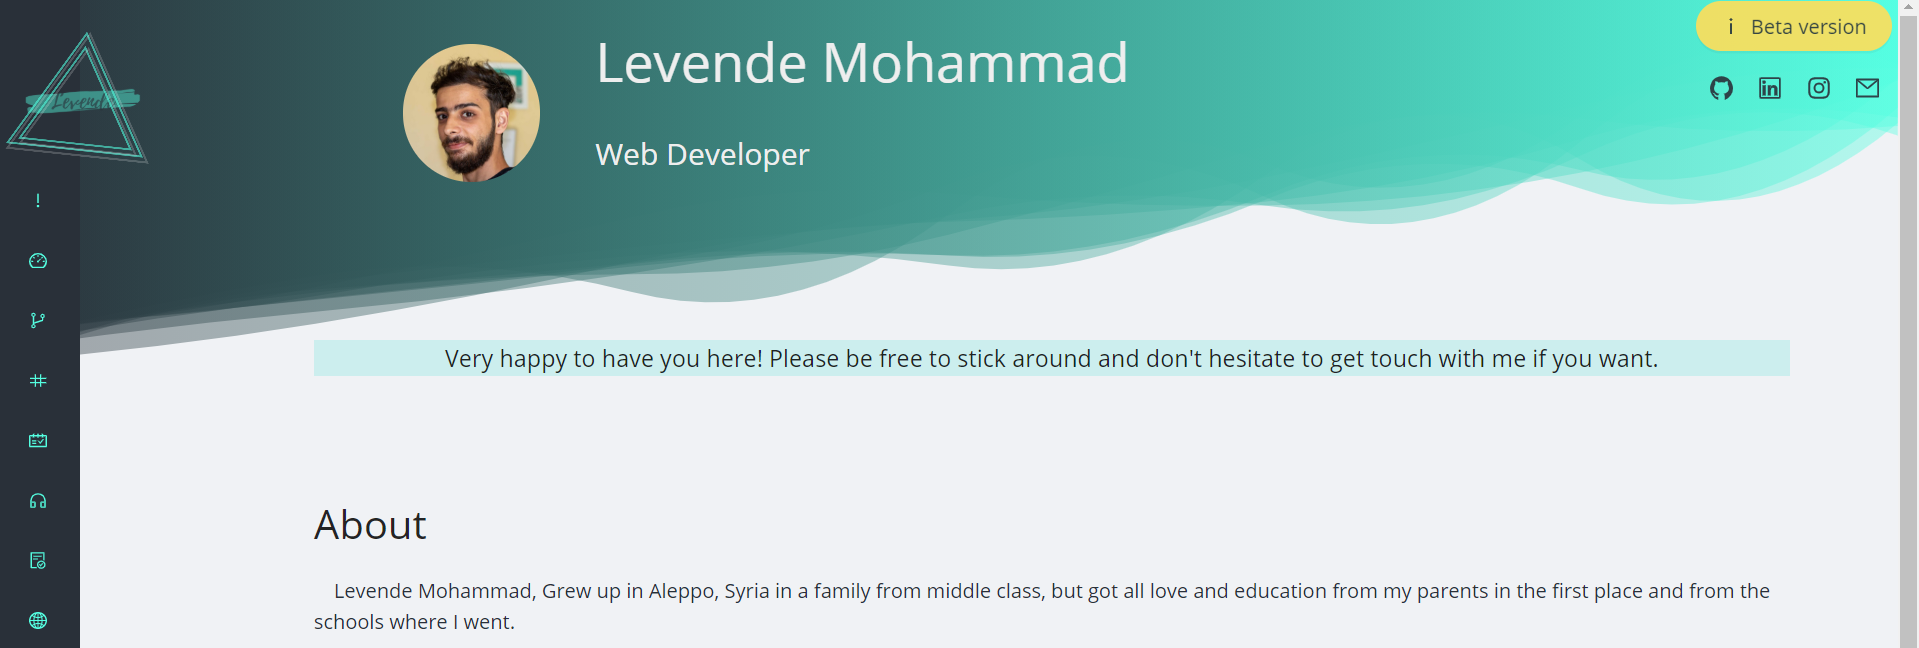 Levende Mohammad
Web Developer
i Beta version
Levende
Very happy to have you here! Please be free to stick around and don't hesitate to get touch with me if you want.
About
Levende Mohammad, Grew up in Aleppo, Syria in a family from middle class, but got all love and education from my parents in the first place and from the
schools where I went.